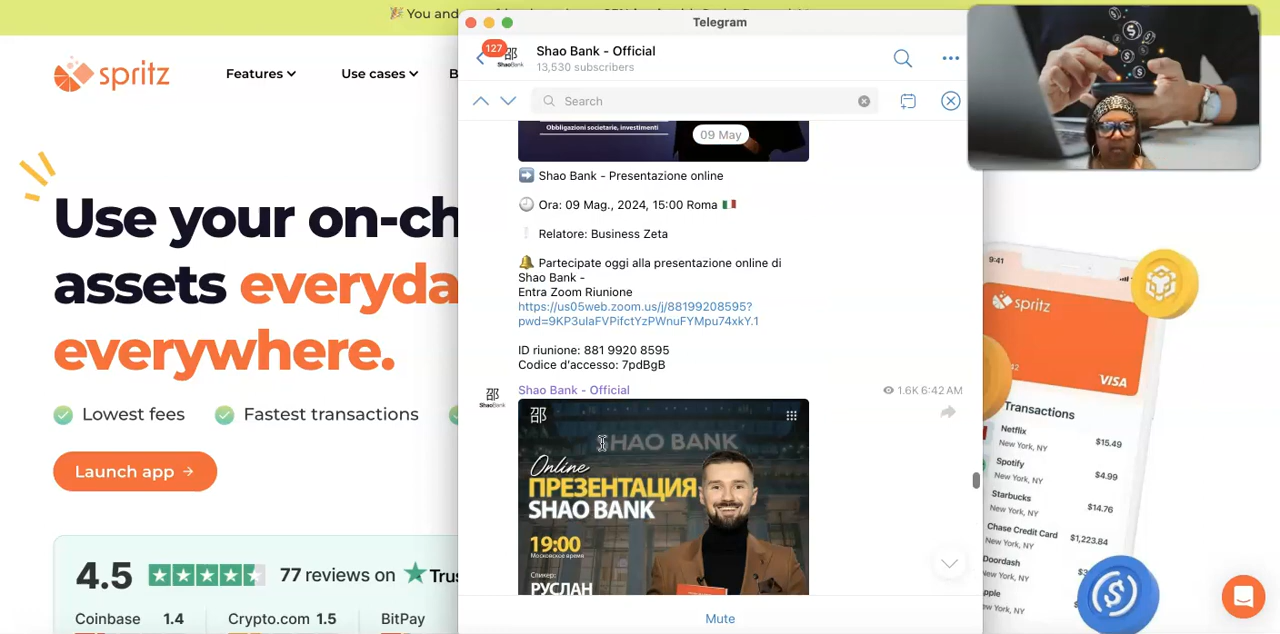 🎉 You and
spritz
Features
Use cases
Use your on-ch
assets everyda
everywhere.
Lowest fees
Fastest transactions
Launch app →
4.5
77 reviews on
Coinbase 1.4
Crypto.com 1.5
BitPay
Telegram
127
ShaoBank
Shao Bank - Official
13,530 subscribers
Search
Obbligazioni societarie, investimenti
09 May
➡️ Shao Bank - Presentazione online
🕘 Ora: 09 Mag., 2024, 15:00 Roma 🇮🇹
❕ Relatore: Business Zeta
🔔 Partecipate oggi alla presentazione online di
Shao Bank -
Entra Zoom Riunione
https://us05web.zoom.us/j/88199208595?
pwd=9KP3ulaFVPifctYzPWnuFYMpu74xkY.1
ID riunione: 881 9920 8595
Codice d'accesso: 7pdBgB
邵
ShaoBank
Shao Bank - Official
1.6K 6:42 AM
邵
SHAO BANK
Online
ПРЕЗЕНТАЦИЯ
SHAO BANK
19:00
Московское время
Спикер:
РУСЛАН
Mute
9:41
spritz
VISA
Transactions
Netflix
New York, NY
$15.49
Spotify
New York, NY
$4.99
Starbucks
New York, NY
$14.76
Chase Credit Card
New York, NY
$1,223.84
Doordash
New York, NY
New York, NY